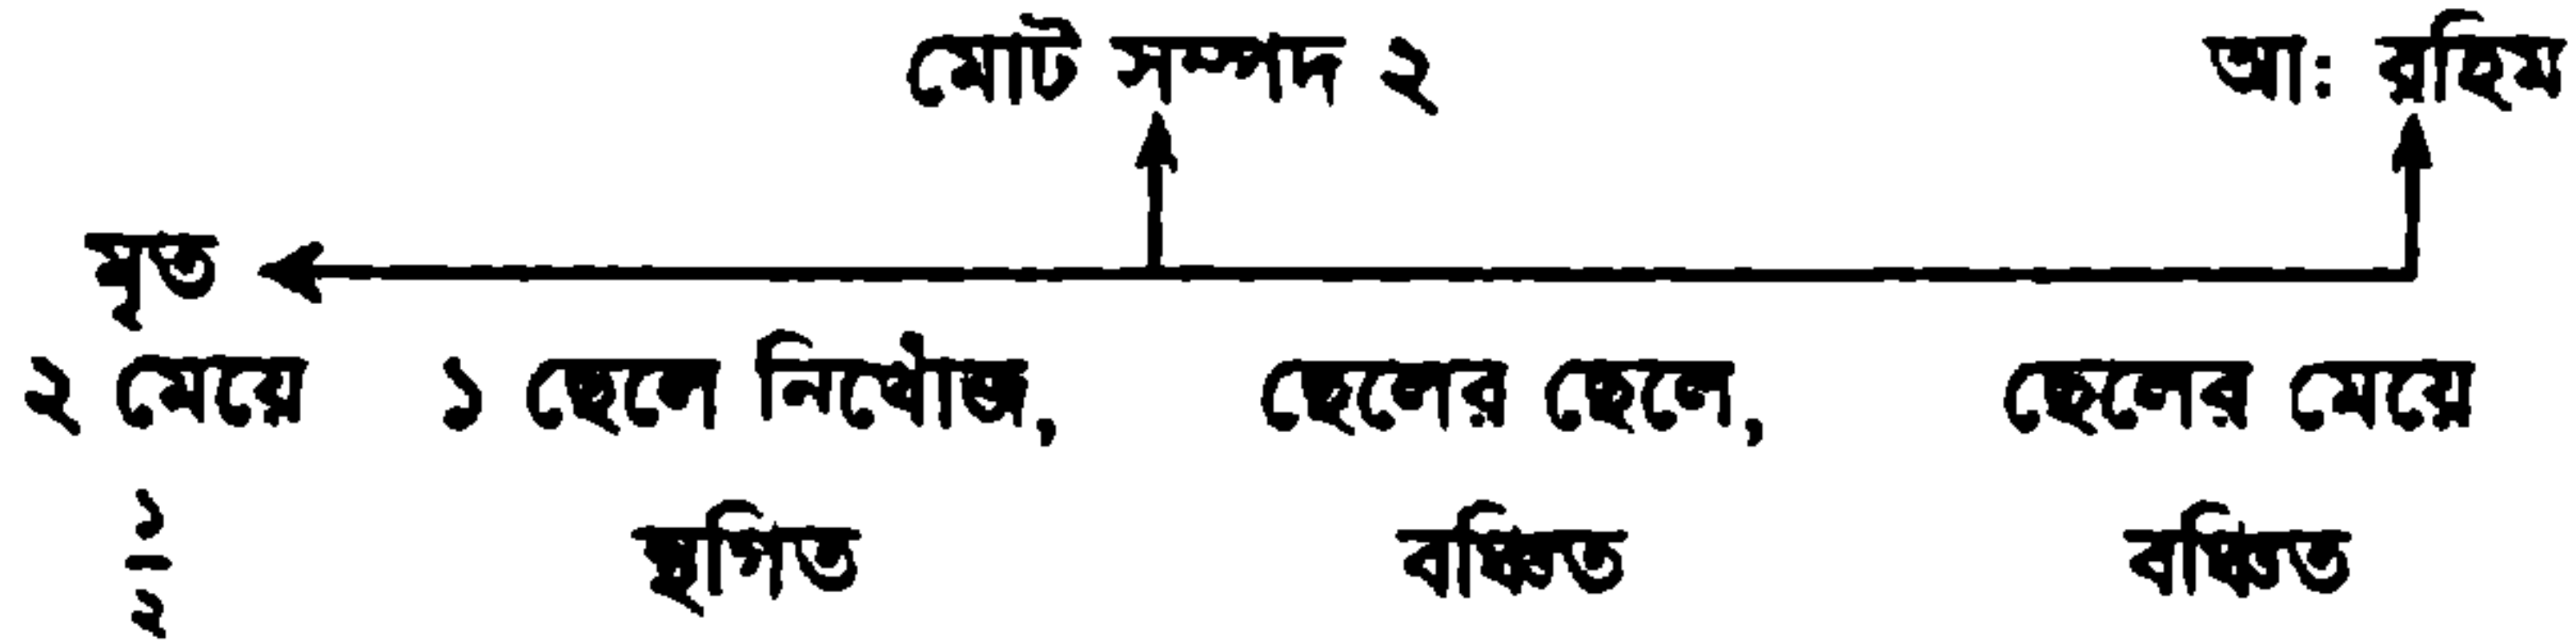 মোট সম্পদ ২ আঃ রহিম
মৃত
২ মেয়ে ১ ছেলে নিখোঁজ, ছেলের ছেলে, ছেলের মেয়ে
১/২ স্থগিত বঞ্চিত বঞ্চিত